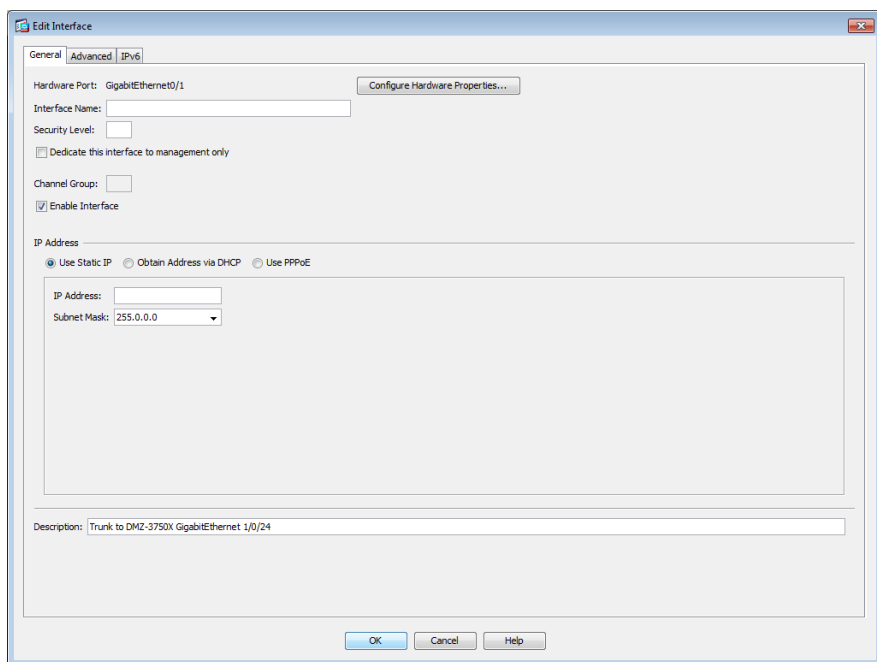 Edit Interface
General Advanced IPv6
Hardware Port: GigabitEthernet0/1 Configure Hardware Properties...
Interface Name:
Security Level:
Dedicate this interface to management only
Channel Group:
Enable Interface
IP Address
Use Static IP Obtain Address via DHCP Use PPPoE
IP Address:
Subnet Mask: 255.0.0.0
Description: Trunk to DMZ-3750X GigabitEthernet 1/0/24
OK Cancel Help